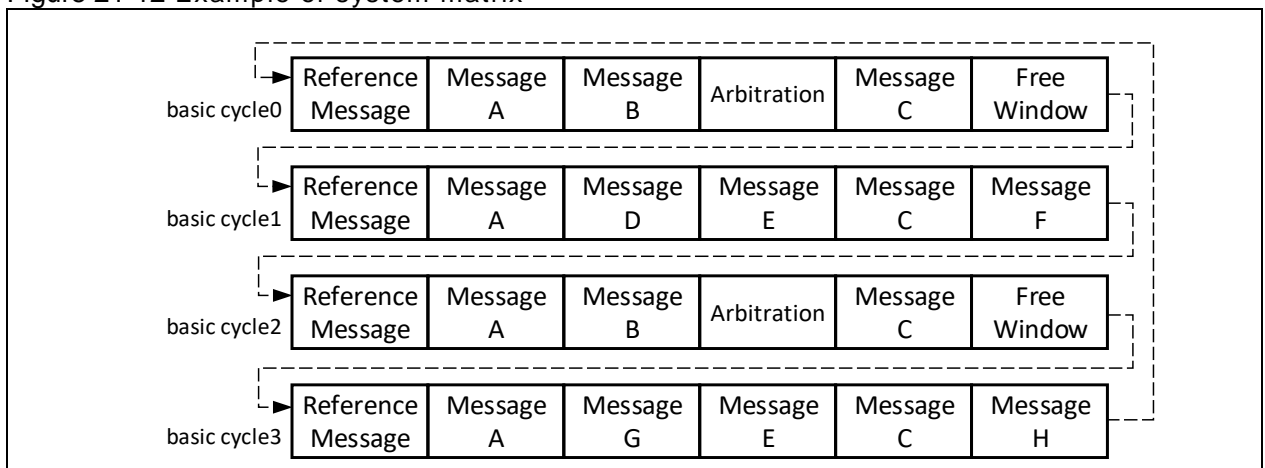 Figure 21-12 Example of system matrix
Reference Message Message Arbitration Message Free
basic cycle0 Message A B C Window
Reference Message Message Message Message Message
basic cycle1 Message A D E C F
Reference Message Message Arbitration Message Free
basic cycle2 Message A B C Window
Reference Message Message Message Message Message
basic cycle3 Message A G E C H